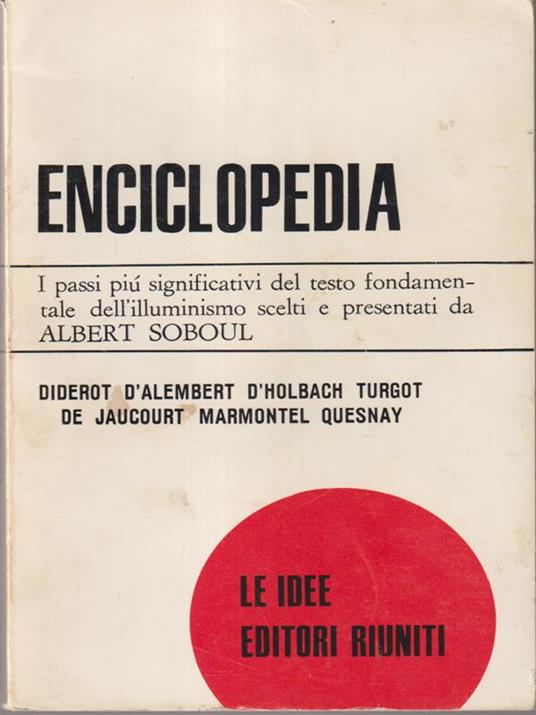 ENCICLOPEDIA
I passi piú significativi del testo fondamen-
tale dell'illuminismo scelti e presentati da
ALBERT SOBOUL
DIDEROT D'ALEMBERT D'HOLBACH TURGOT
DE JAUCOURT MARMONTEL QUESNAY
LE IDEE
EDITORI RIUNITI